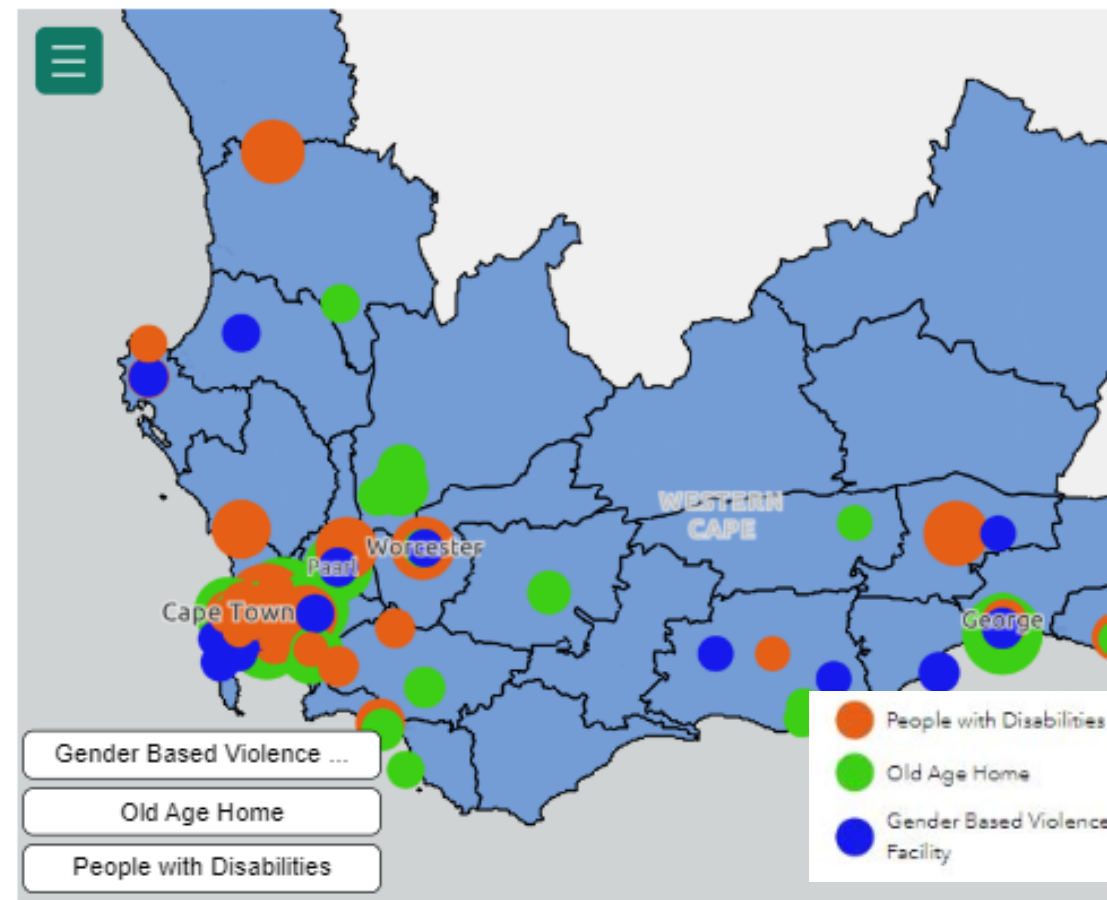 WESTERN
CAPE
Worcester
Paarl
Cape Town
George
Gender Based Violence ...
Old Age Home
People with Disabilities
People with Disabilities
Old Age Home
Gender Based Violence
Facility